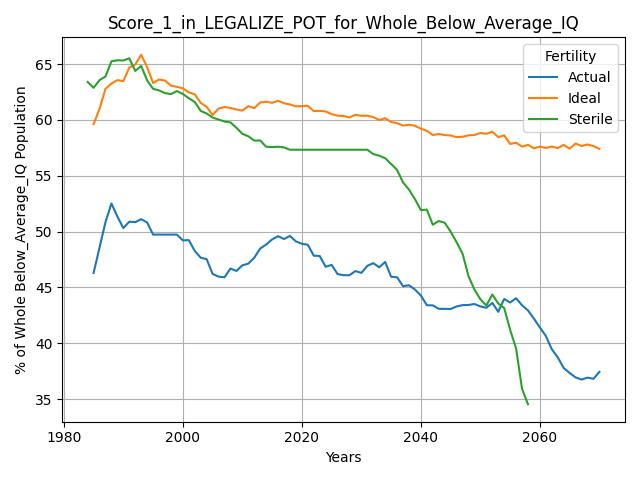 Score_1_in_LEGALIZE_POT_for_Whole_Below_Average_IQ
% of Whole Below_Average_IQ Population
65
60
55
50
45
40
35
1980
2000
2020
2040
2060
Years
Fertility
Actual
Ideal
Sterile